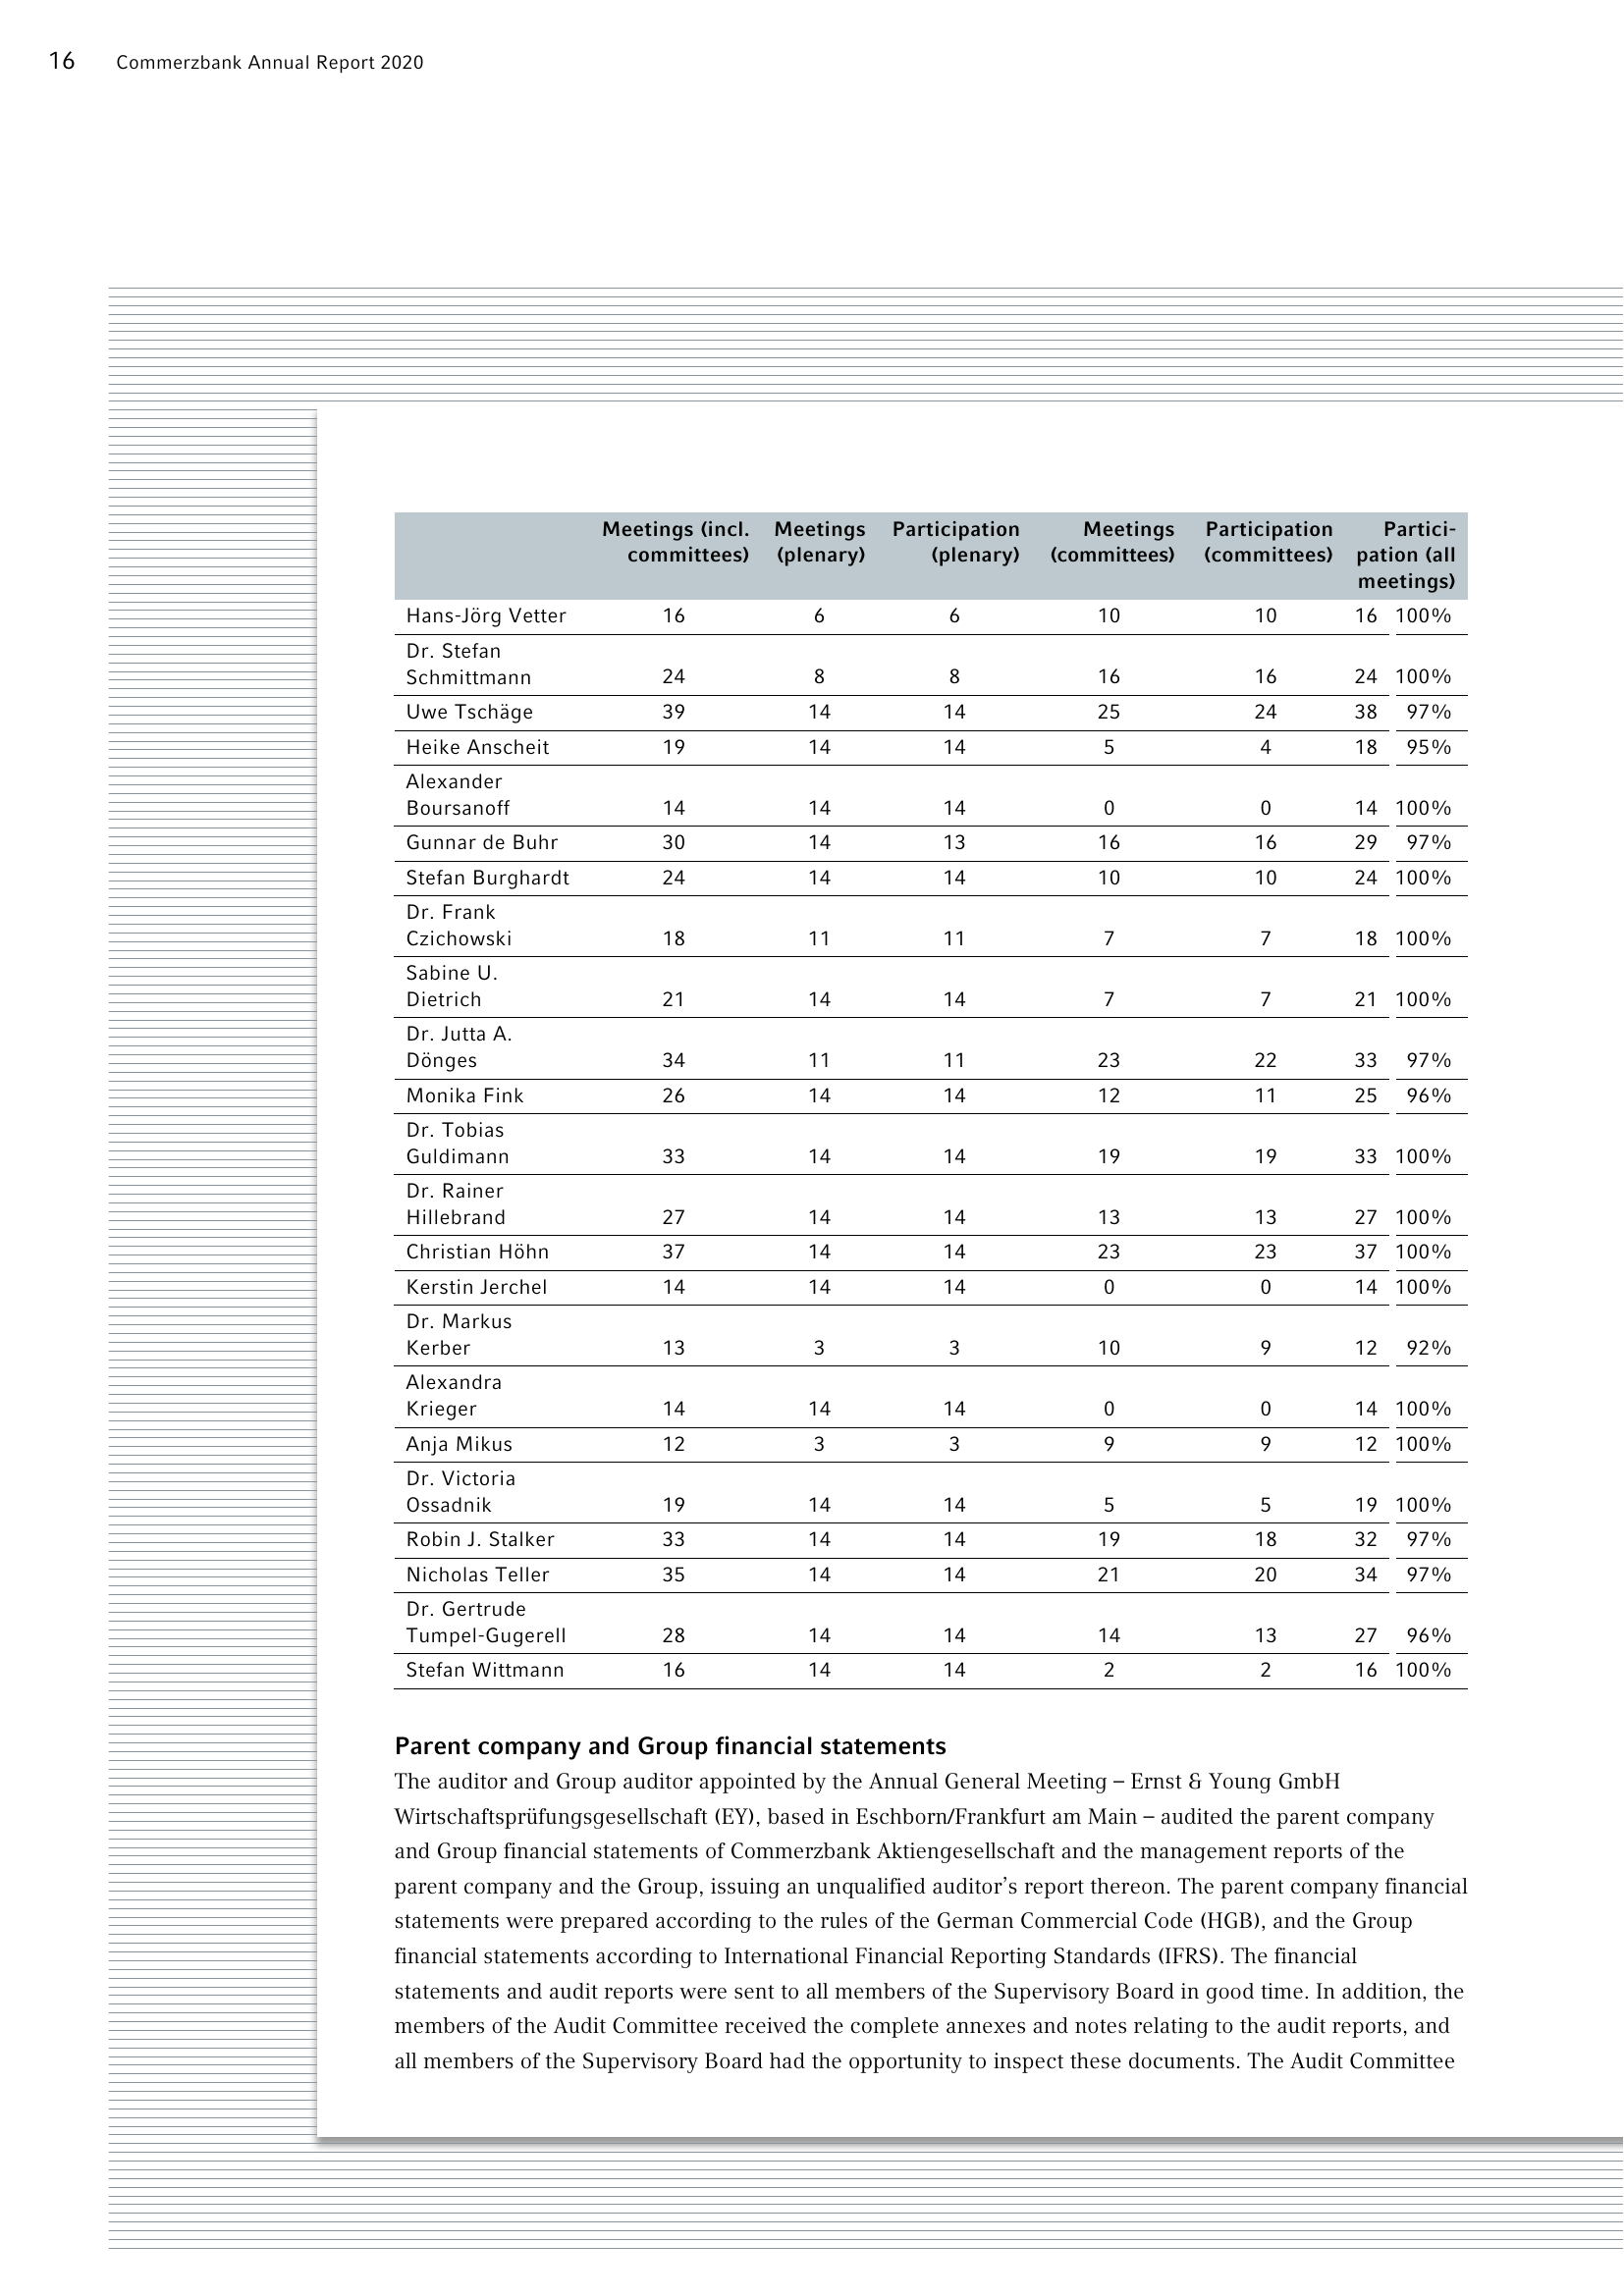 16 Commerzbank Annual Report 2020
Meetings (incl. Meetings Participation Meetings Participation Partici-
committees) (plenary) (plenary) (committees) (committees) pation (all
meetings)
Hans-Jörg Vetter 16 6 6 10 10 16 100%
Dr. Stefan
Schmittmann 24 8 8 16 16 24 100%
Uwe Tschäge 39 14 14 25 24 38 97%
Heike Anscheit 19 14 14 5 4 18 95%
Alexander
Boursanoff 14 14 14 0 0 14 100%
Gunnar de Buhr 30 14 13 16 16 29 97%
Stefan Burghardt 24 14 14 10 10 24 100%
Dr. Frank
Czichowski 18 11 11 7 7 18 100%
Sabine U.
Dietrich 21 14 14 7 7 21 100%
Dr. Jutta A.
Dönges 34 11 11 23 22 33 97%
Monika Fink 26 14 14 12 11 25 96%
Dr. Tobias
Guldimann 33 14 14 19 19 33 100%
Dr. Rainer
Hillebrand 27 14 14 13 13 27 100%
Christian Höhn 37 14 14 23 23 37 100%
Kerstin Jerchel 14 14 14 0 0 14 100%
Dr. Markus
Kerber 13 3 3 10 9 12 92%
Alexandra
Krieger 14 14 14 0 0 14 100%
Anja Mikus 12 3 3 9 9 12 100%
Dr. Victoria
Ossadnik 19 14 14 5 5 19 100%
Robin J. Stalker 33 14 14 19 18 32 97%
Nicholas Teller 35 14 14 21 20 34 97%
Dr. Gertrude
Tumpel-Gugerell 28 14 14 14 13 27 96%
Stefan Wittmann 16 14 14 2 2 16 100%
Parent company and Group financial statements
The auditor and Group auditor appointed by the Annual General Meeting – Ernst & Young GmbH
Wirtschaftsprüfungsgesellschaft (EY), based in Eschborn/Frankfurt am Main – audited the parent company
and Group financial statements of Commerzbank Aktiengesellschaft and the management reports of the
parent company and the Group, issuing an unqualified auditor’s report thereon. The parent company financial
statements were prepared according to the rules of the German Commercial Code (HGB), and the Group
financial statements according to International Financial Reporting Standards (IFRS). The financial
statements and audit reports were sent to all members of the Supervisory Board in good time. In addition, the
members of the Audit Committee received the complete annexes and notes relating to the audit reports, and
all members of the Supervisory Board had the opportunity to inspect these documents. The Audit Committee